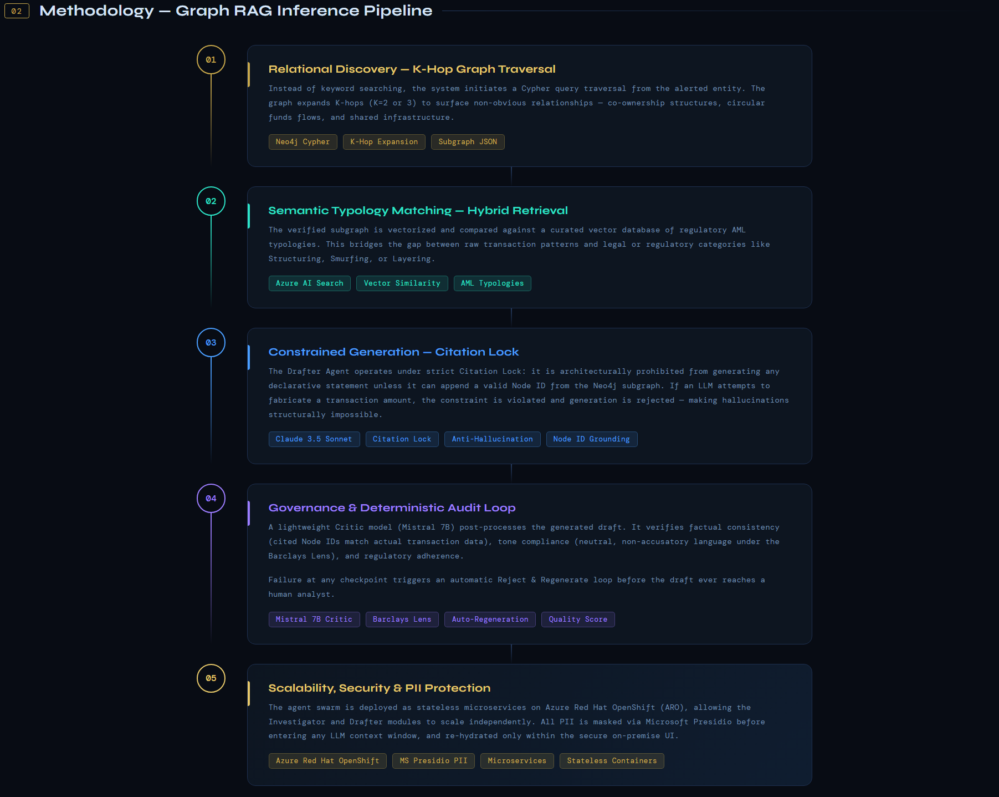 02 Methodology — Graph RAG Inference Pipeline
01
Relational Discovery — K-Hop Graph Traversal
Instead of keyword searching, the system initiates a Cypher query traversal from the alerted entity. The
graph expands K-hops (K=2 or 3) to surface non-obvious relationships — co-ownership structures, circular
funds flows, and shared infrastructure.
Neo4j Cypher K-Hop Expansion Subgraph JSON
02
Semantic Typology Matching — Hybrid Retrieval
The verified subgraph is vectorized and compared against a curated vector database of regulatory AML
typologies. This bridges the gap between raw transaction patterns and legal or regulatory categories like
Structuring, Smurfing, or Layering.
Azure AI Search Vector Similarity AML Typologies
03
Constrained Generation — Citation Lock
The Drafter Agent operates under strict Citation Lock: it is architecturally prohibited from generating any
declarative statement unless it can append a valid Node ID from the Neo4j subgraph. If an LLM attempts to
fabricate a transaction amount, the constraint is violated and generation is rejected — making hallucinations
structurally impossible.
Claude 3.5 Sonnet Citation Lock Anti-Hallucination Node ID Grounding
04
Governance & Deterministic Audit Loop
A lightweight Critic model (Mistral 7B) post-processes the generated draft. It verifies factual consistency
(cited Node IDs match actual transaction data), tone compliance (neutral, non-accusatory language under the
Barclays Lens), and regulatory adherence.
Failure at any checkpoint triggers an automatic Reject & Regenerate loop before the draft ever reaches a
human analyst.
Mistral 7B Critic Barclays Lens Auto-Regeneration Quality Score
05
Scalability, Security & PII Protection
The agent swarm is deployed as stateless microservices on Azure Red Hat OpenShift (ARO), allowing the
Investigator and Drafter modules to scale independently. All PII is masked via Microsoft Presidio before
entering any LLM context window, and re-hydrated only within the secure on-premise UI.
Azure Red Hat OpenShift MS Presidio PII Microservices Stateless Containers